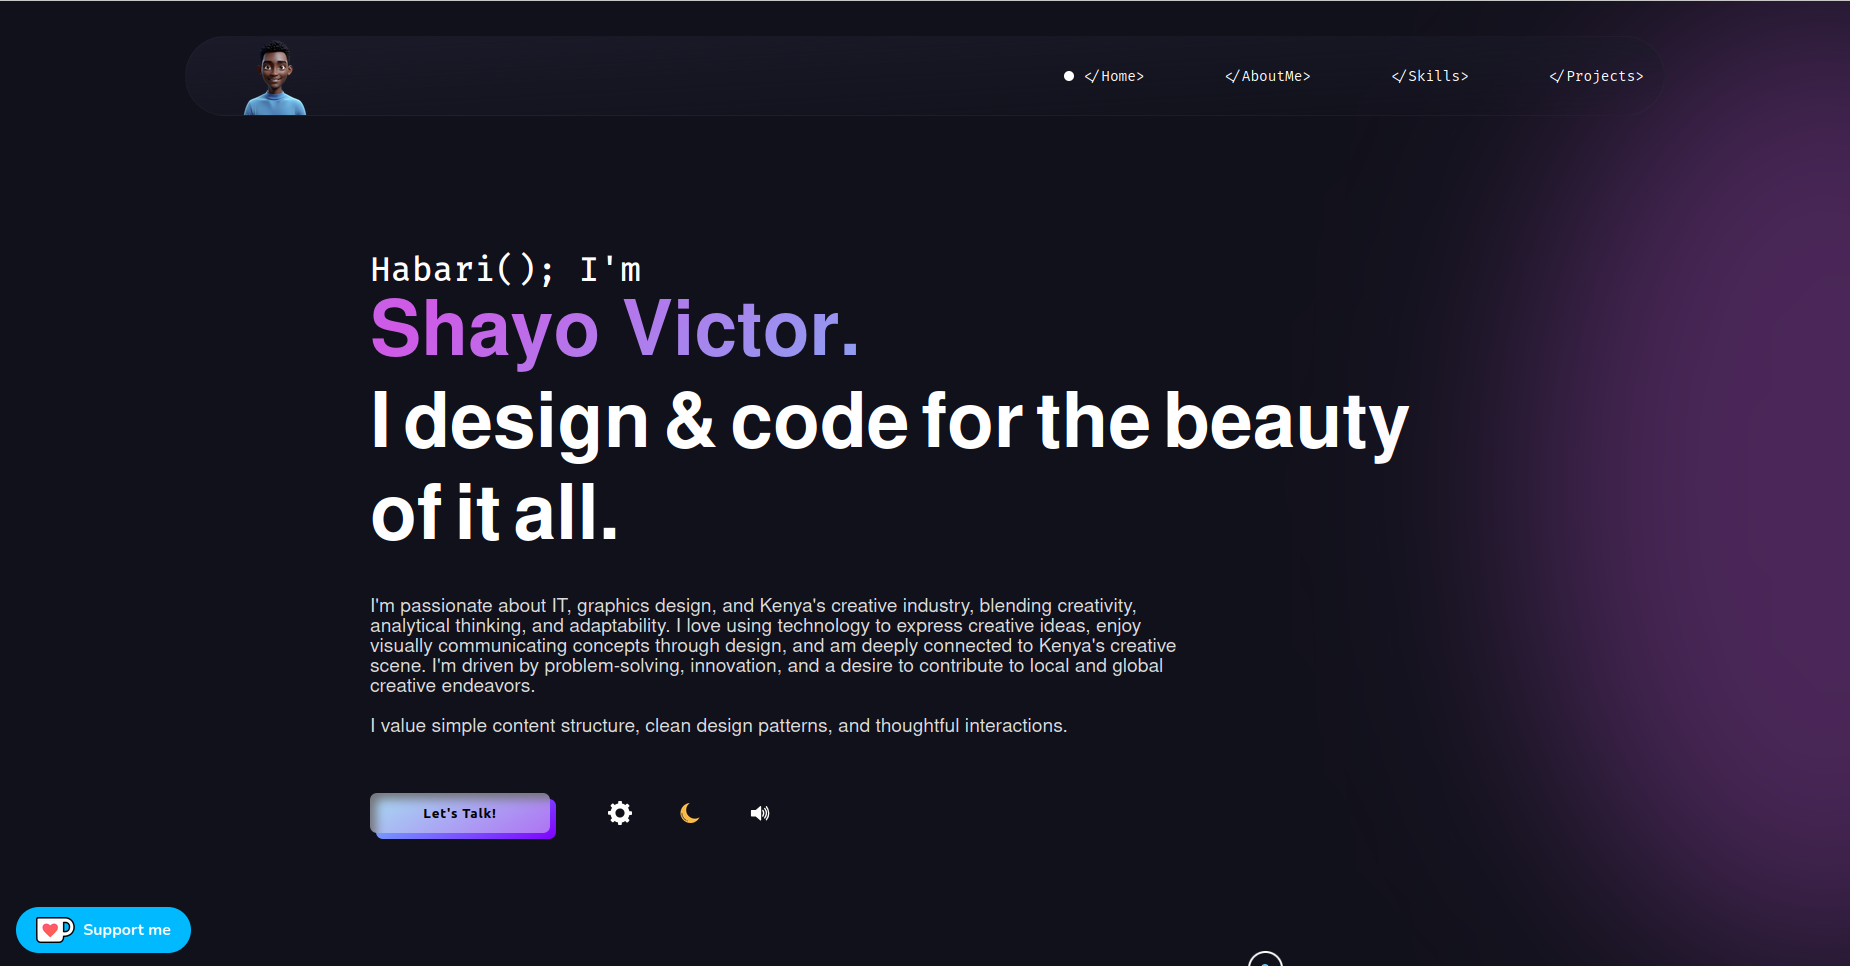 </Home>
</AboutMe>
</Skills>
</Projects>
Habari(); I'm
Shayo Victor.
I design & code for the beauty
of it all.
I'm passionate about IT, graphics design, and Kenya's creative industry, blending creativity,
analytical thinking, and adaptability. I love using technology to express creative ideas, enjoy
visually communicating concepts through design, and am deeply connected to Kenya's creative
scene. I'm driven by problem-solving, innovation, and a desire to contribute to local and global
creative endeavors.
I value simple content structure, clean design patterns, and thoughtful interactions.
Let's Talk!
Support me